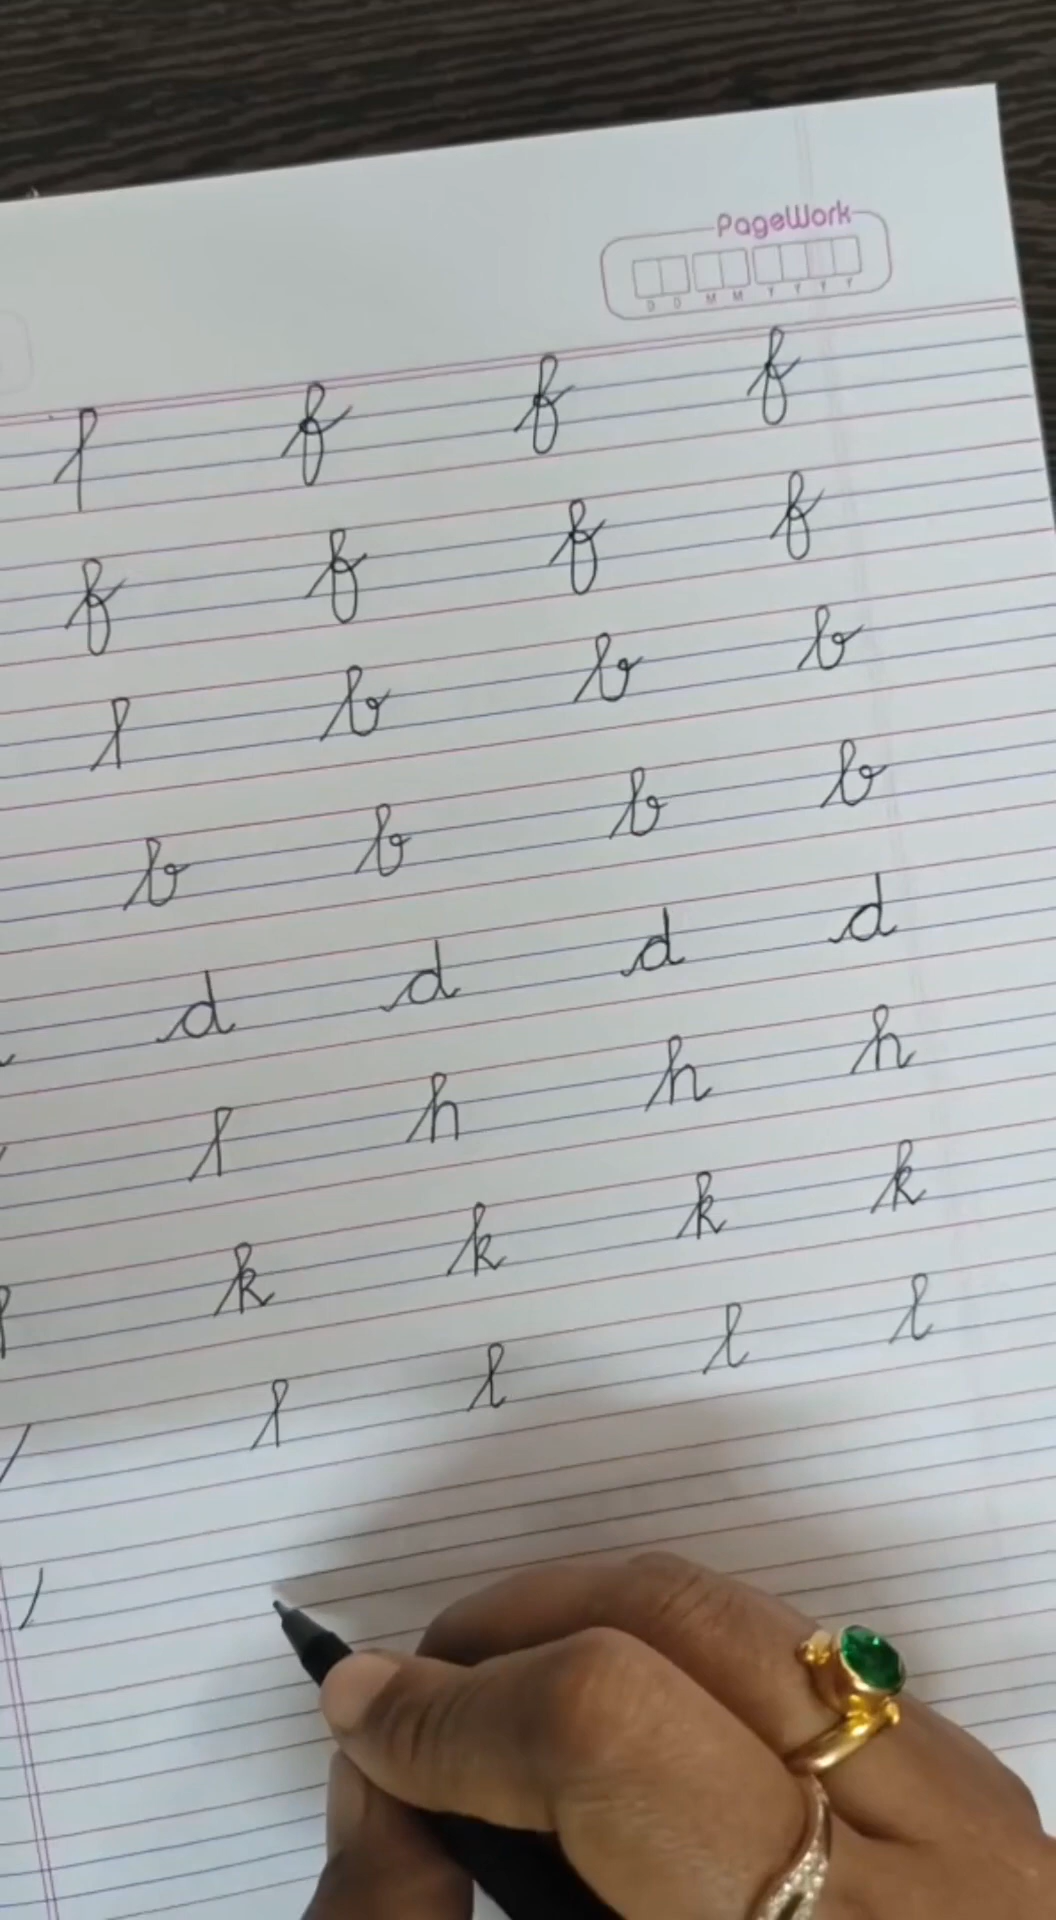 PageWork
D D M M Y Y Y Y
f f f
f f f f
l b b b
b b b b
d d d d
l h h h
k k k k
l l l l